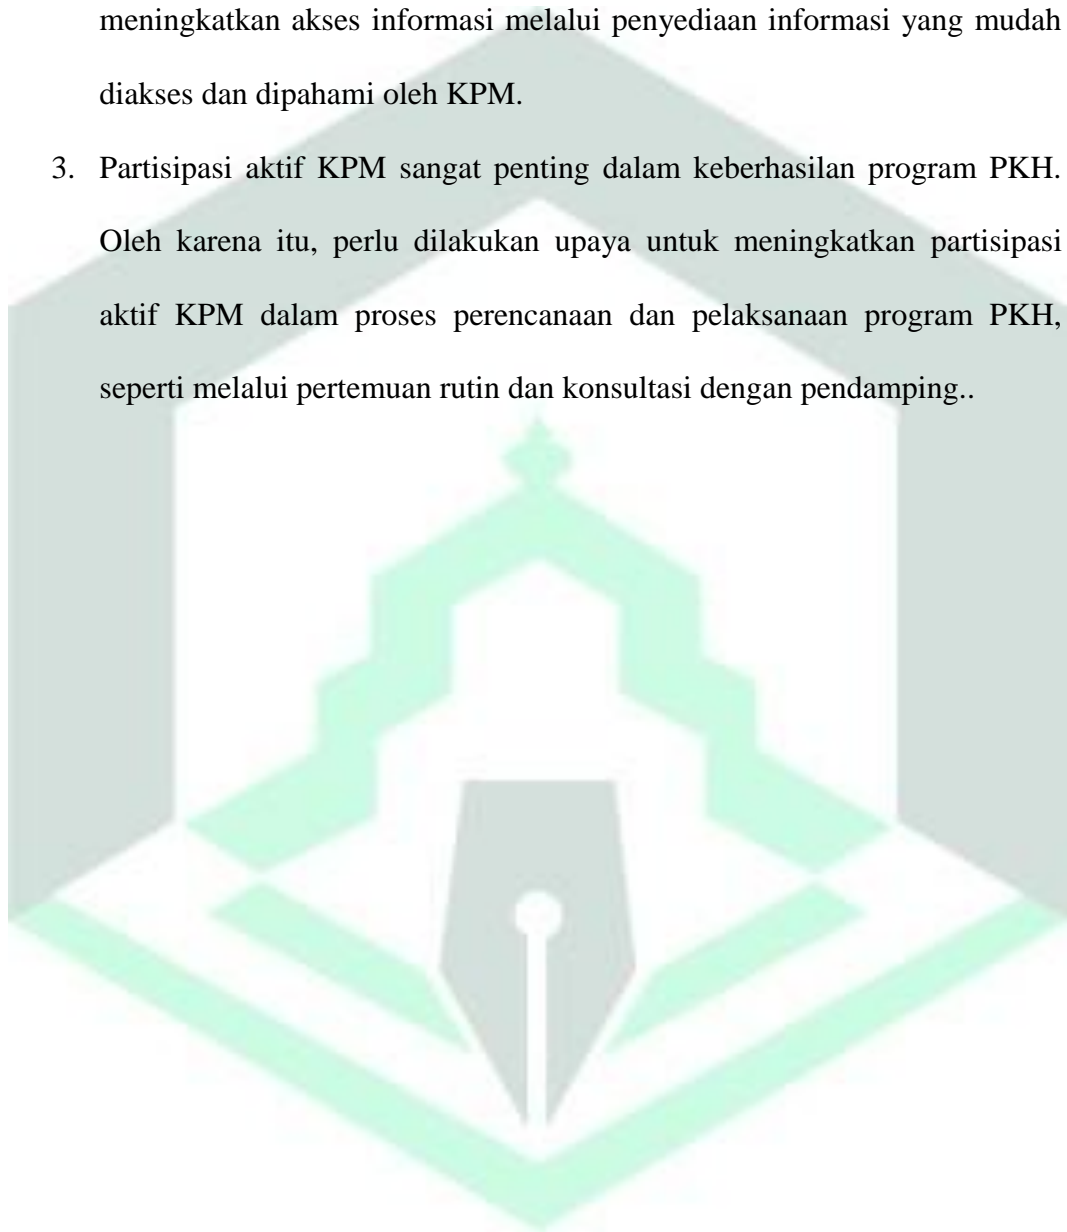 meningkatkan akses informasi melalui penyediaan informasi yang mudah
diakses dan dipahami oleh KPM.
3. Partisipasi aktif KPM sangat penting dalam keberhasilan program PKH.
Oleh karena itu, perlu dilakukan upaya untuk meningkatkan partisipasi
aktif KPM dalam proses perencanaan dan pelaksanaan program PKH,
seperti melalui pertemuan rutin dan konsultasi dengan pendamping..